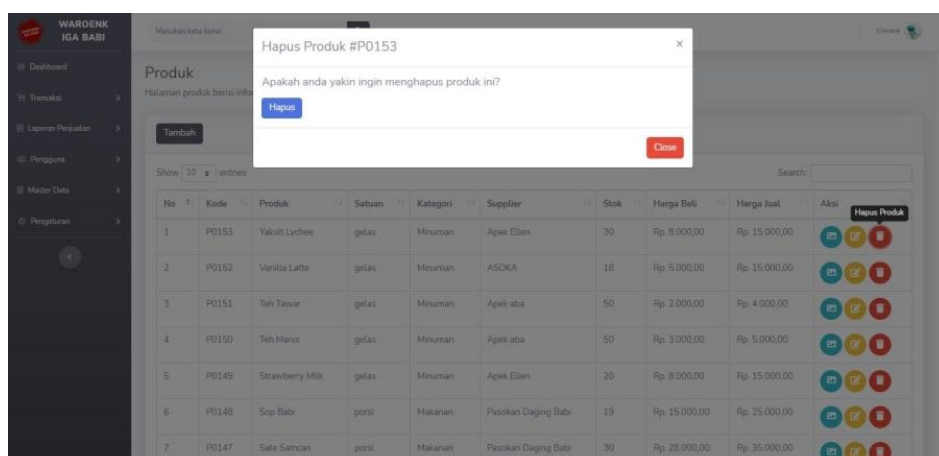 WAROENK
IGA BABI
Masukan kata kunci
Hapus Produk #P0153
×
Dashboard
Produk
Apakah anda yakin ingin menghapus produk ini?
Transaksi
Halaman produk berisi info
Hapus
Laporan Penjualan
Tambah
Close
Pengguna
Show 10 entries
Search:
Master Data
No Kode Produk Satuan Kategori Supplier Stok Harga Beli Harga Jual Aksi
Hapus Produk
Pengaturan
1 P0153 Yakult Lychee gelas Minuman Apek Ellen 30 Rp. 8.000,00 Rp. 15.000,00
2 P0152 Vanilla Latte gelas Minuman ASOKA 18 Rp. 5.000,00 Rp. 15.000,00
3 P0151 Teh Tawar gelas Minuman Apek aba 50 Rp. 2.000,00 Rp. 4.000,00
4 P0150 Teh Manis gelas Minuman Apek aba 50 Rp. 3.000,00 Rp. 5.000,00
5 P0149 Strawberry Milk gelas Minuman Apek Ellen 20 Rp. 8.000,00 Rp. 15.000,00
6 P0148 Sop Babi porsi Makanan Pasokan Daging Babi 19 Rp. 15.000,00 Rp. 25.000,00
7 P0147 Sate Samcan porsi Makanan Pasokan Daging Babi 30 Rp. 28.000,00 Rp. 35.000,00